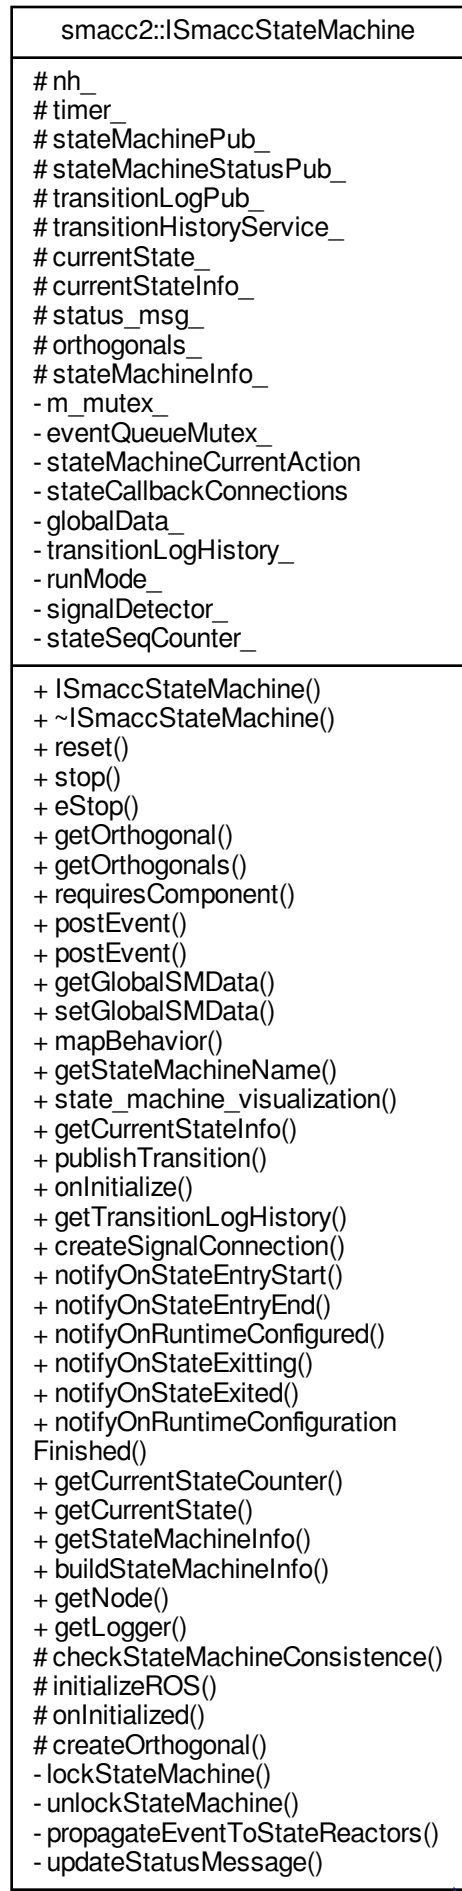 smacc2::ISmaccStateMachine
# nh_
# timer_
# stateMachinePub_
# stateMachineStatusPub_
# transitionLogPub_
# transitionHistoryService_
# currentState_
# currentStateInfo_
# status_msg_
# orthogonals_
# stateMachineInfo_
- m_mutex_
- eventQueueMutex_
- stateMachineCurrentAction
- stateCallbackConnections
- globalData_
- transitionLogHistory_
- runMode_
- signalDetector_
- stateSeqCounter_
+ ISmaccStateMachine()
+ ~ISmaccStateMachine()
+ reset()
+ stop()
+ eStop()
+ getOrthogonal()
+ getOrthogonals()
+ requiresComponent()
+ postEvent()
+ postEvent()
+ getGlobalSMData()
+ setGlobalSMData()
+ mapBehavior()
+ getStateMachineName()
+ state_machine_visualization()
+ getCurrentStateInfo()
+ publishTransition()
+ onInitialize()
+ getTransitionLogHistory()
+ createSignalConnection()
+ notifyOnStateEntryStart()
+ notifyOnStateEntryEnd()
+ notifyOnRuntimeConfigured()
+ notifyOnStateExitting()
+ notifyOnStateExited()
+ notifyOnRuntimeConfiguration
Finished()
+ getCurrentStateCounter()
+ getCurrentState()
+ getStateMachineInfo()
+ buildStateMachineInfo()
+ getNode()
+ getLogger()
# checkStateMachineConsistence()
# initializeROS()
# onInitialized()
# createOrthogonal()
- lockStateMachine()
- unlockStateMachine()
- propagateEventToStateReactors()
- updateStatusMessage()